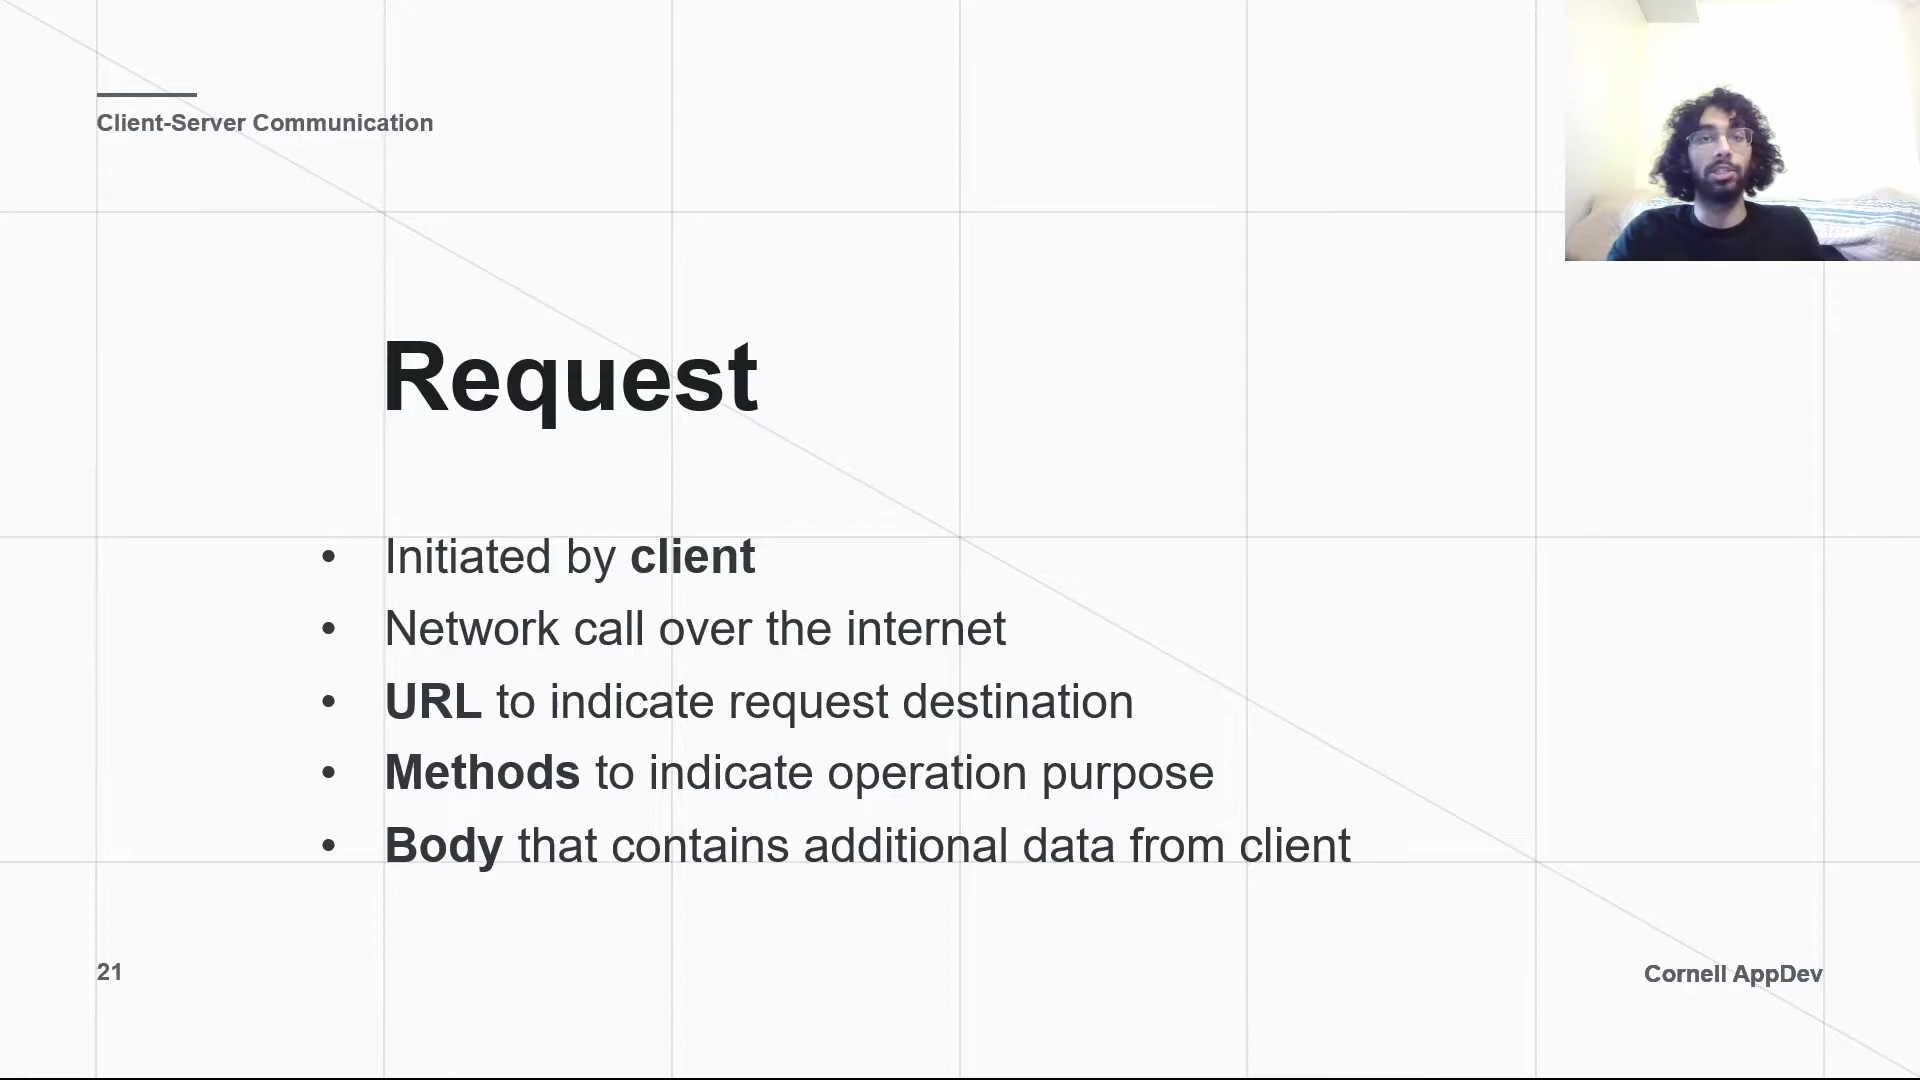 Client-Server Communication
Request
• Initiated by client
• Network call over the internet
• URL to indicate request destination
• Methods to indicate operation purpose
• Body that contains additional data from client
21
Cornell AppDev